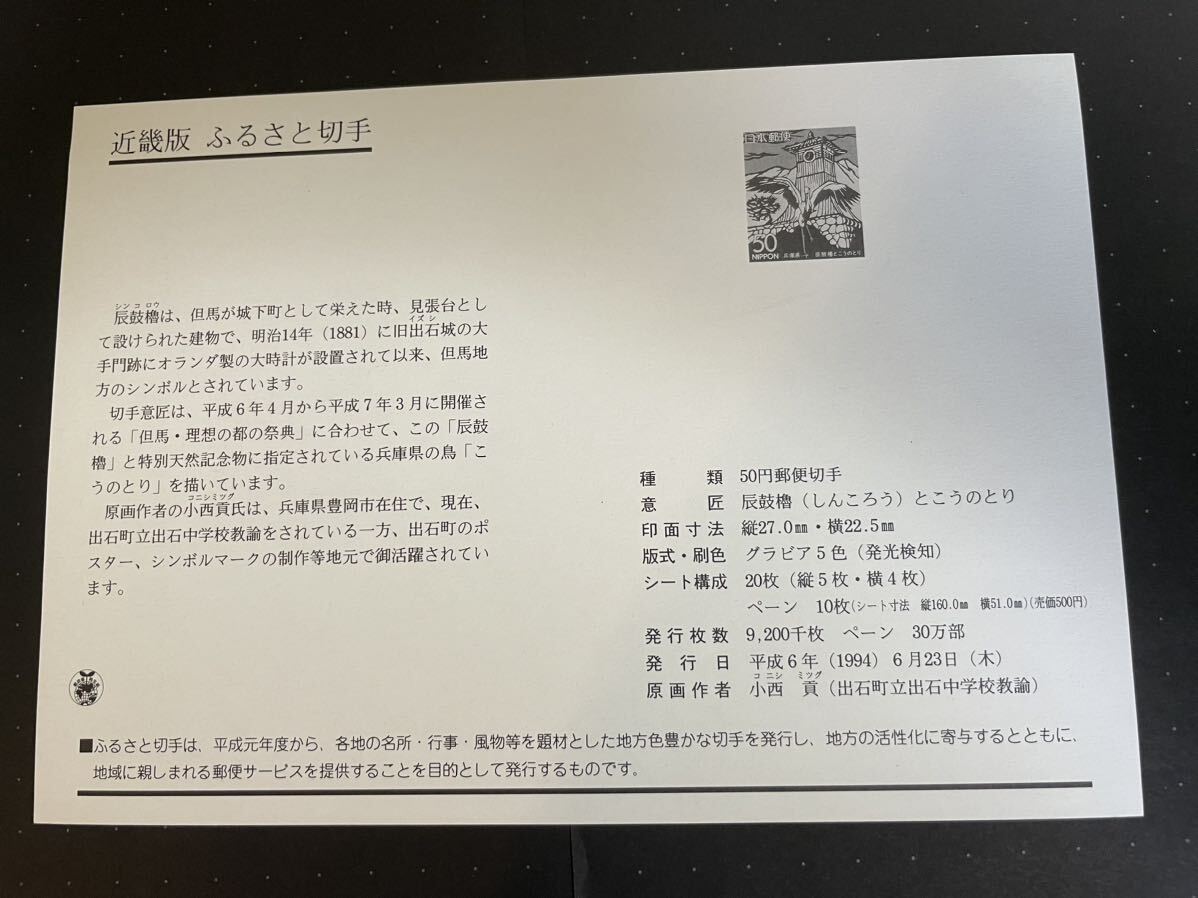 近畿版 ふるさと切手
日本郵便
50
NIPPON
シンコロウ
辰鼓櫓は、但馬が城下町として栄えた時、見張台とし
て設けられた建物で、明治14年（1881）に旧出石城の大
イズシ
手門跡にオランダ製の大時計が設置されて以来、但馬地
方のシンボルとされています。
切手意匠は、平成６年４月から平成７年３月に開催さ
れる「但馬・理想の都の祭典」に合わせて、この「辰鼓
櫓」と特別天然記念物に指定されている兵庫県の鳥「こ
うのとり」を描いています。
コニシミツグ
原画作者の小西貢氏は、兵庫県豊岡市在住で、現在、
出石町立出石中学校教諭をされている一方、出石町のポ
スター、シンボルマークの制作等地元で御活躍されてい
ます。
種類 50円郵便切手
意匠 辰鼓櫓（しんころう）とこうのとり
印面寸法 縦27.0㎜・横22.5㎜
版式・刷色 グラビア５色（発光検知）
シート構成 20枚（縦５枚・横４枚）
ペーン 10枚(シート寸法 縦160.0㎜ 横51.0㎜)(売価500円)
発行枚数 9,200千枚 ペーン 30万部
発行日 平成６年（1994）６月23日（木）
コニシ ミツグ
原画作者 小西 貢（出石町立出石中学校教諭）
■ふるさと切手は、平成元年度から、各地の名所・行事・風物等を題材とした地方色豊かな切手を発行し、地方の活性化に寄与するとともに、
地域に親しまれる郵便サービスを提供することを目的として発行するものです。